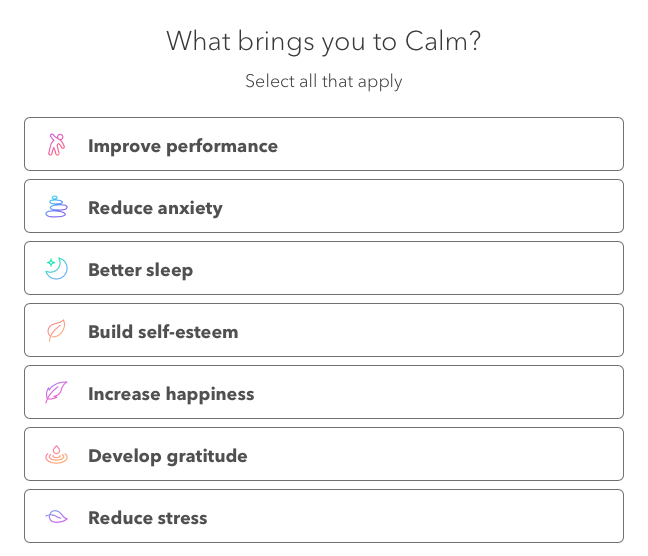 What brings you to Calm?
Select all that apply
Improve performance
Reduce anxiety
Better sleep
Build self-esteem
Increase happiness
Develop gratitude
Reduce stress